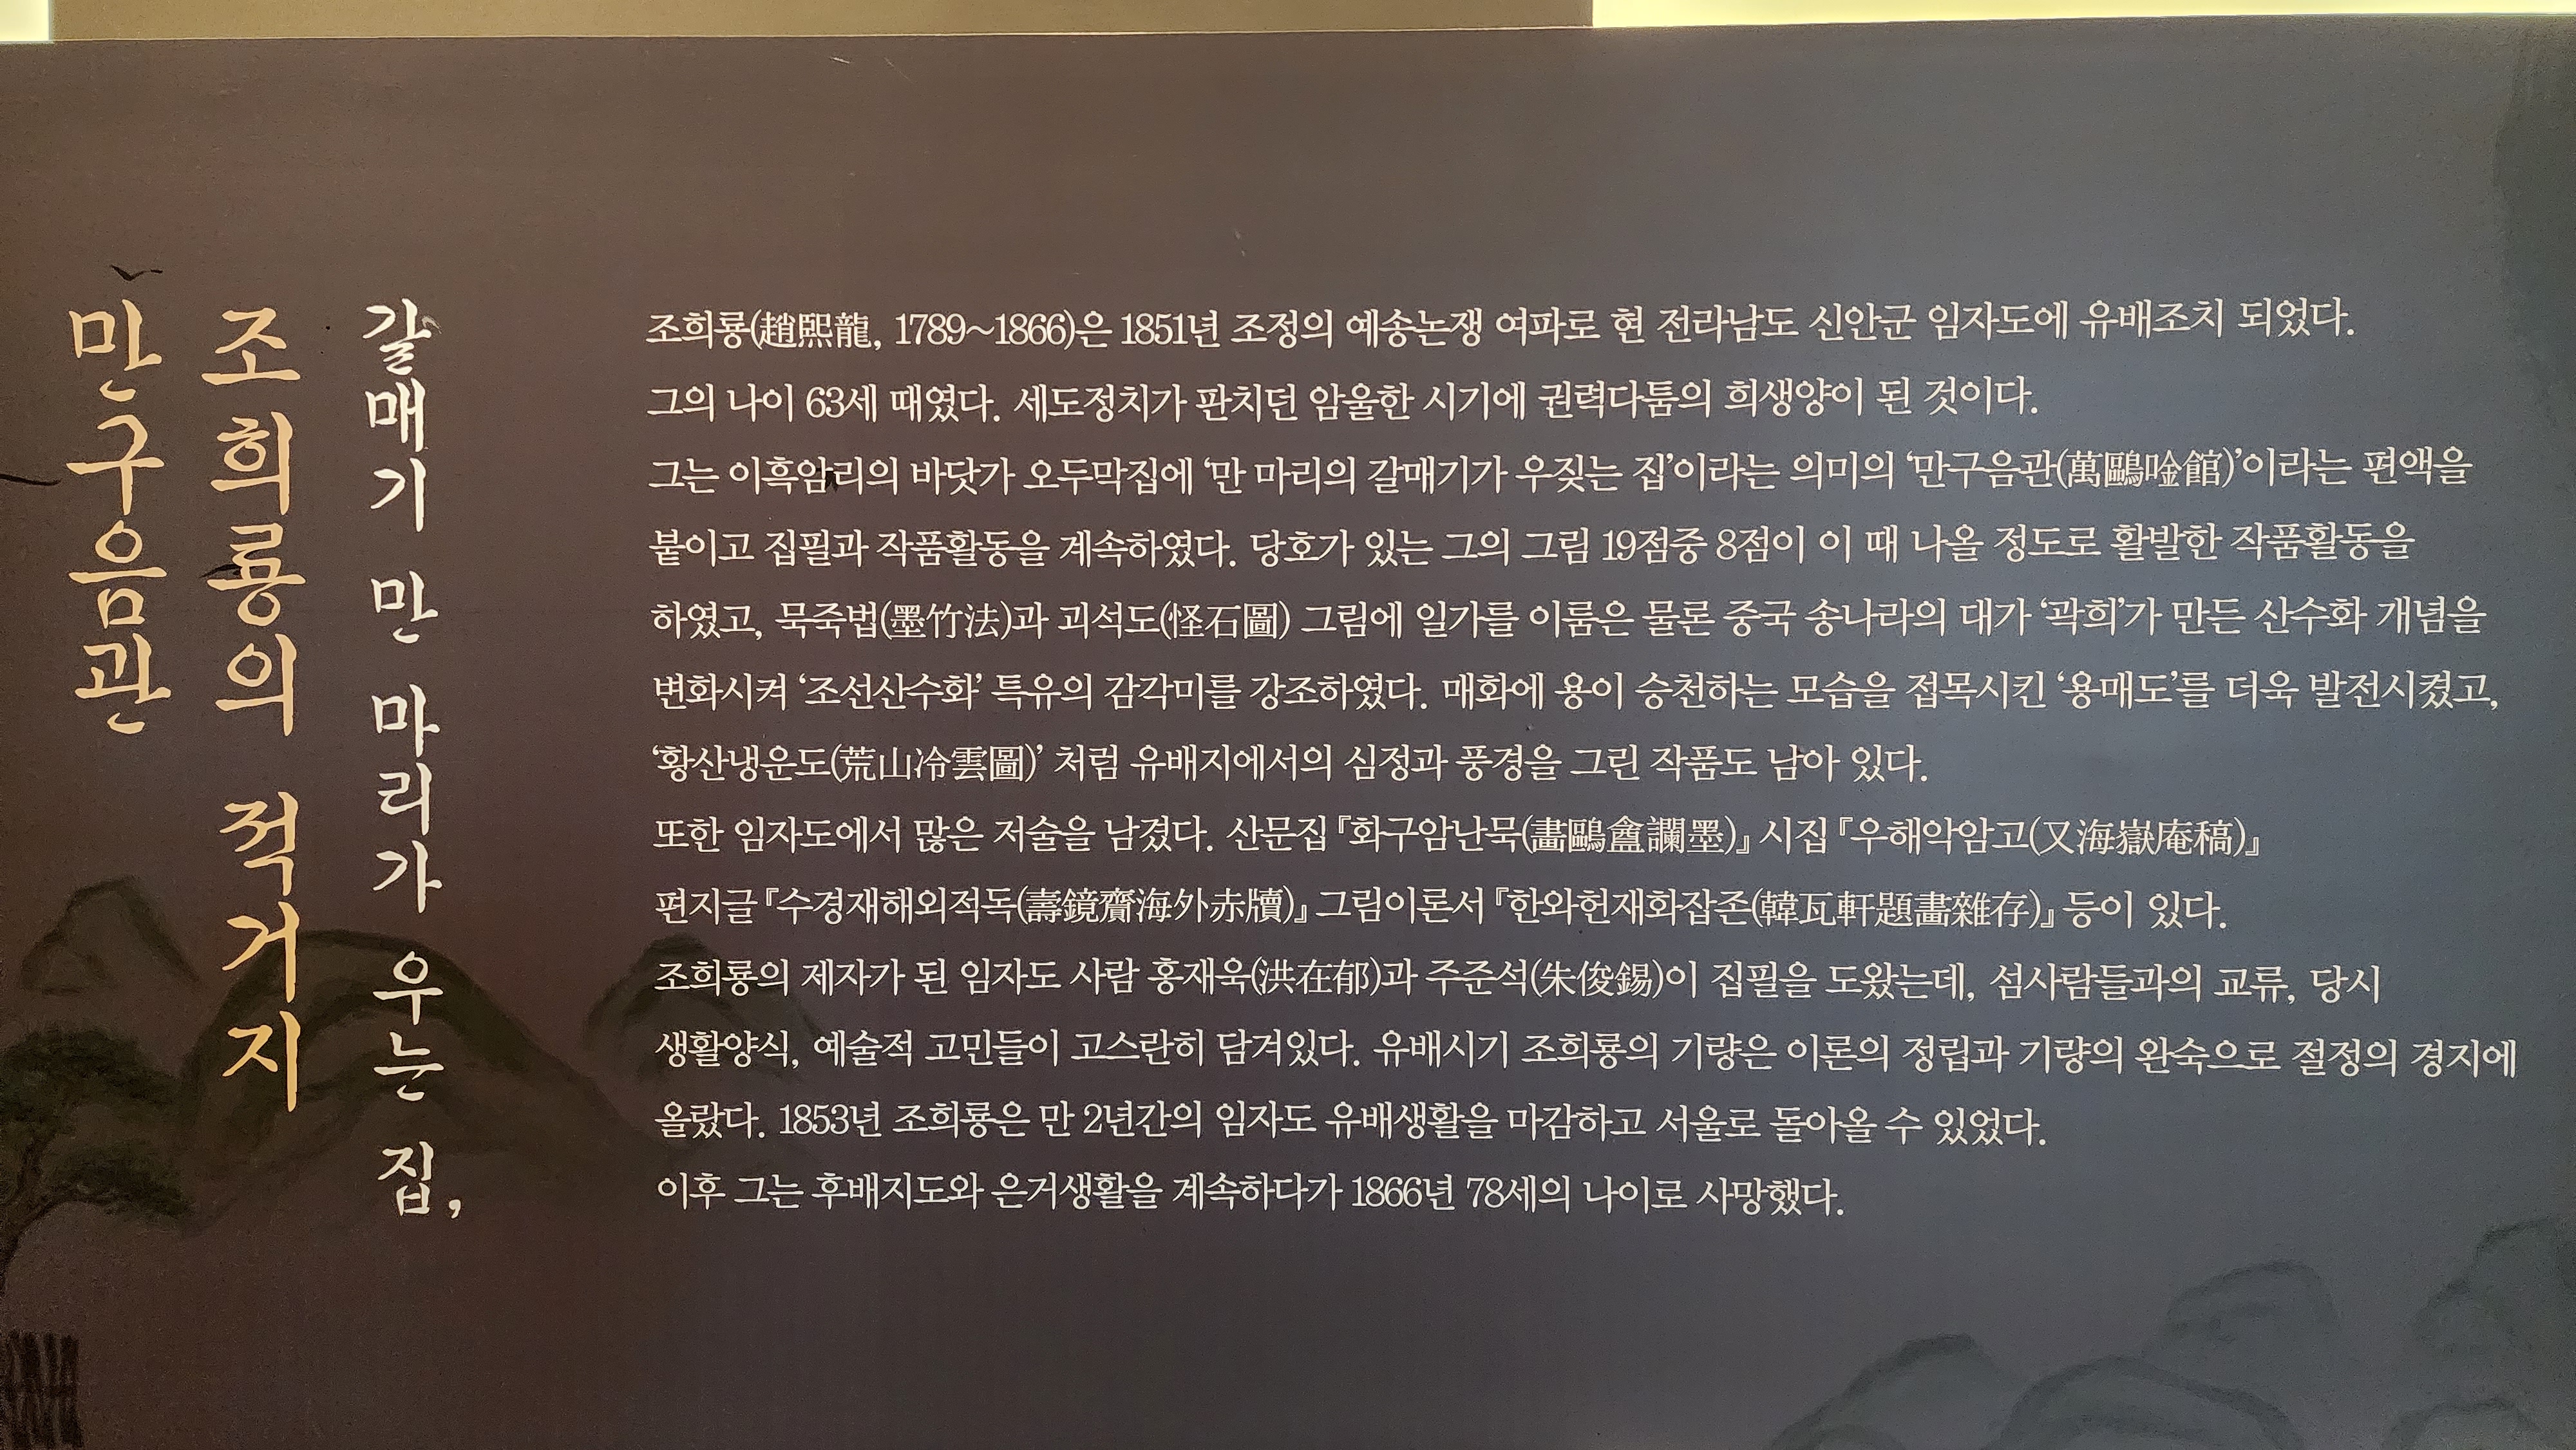 갈매기 만 마리가 우는 집,
조희룡의 적거지
만구음관
조희룡(趙熙龍, 1789~1866)은 1851년 조정의 예송논쟁 여파로 현 전라남도 신안군 임자도에 유배조치 되었다.
그의 나이 63세 때였다. 세도정치가 판치던 암울한 시기에 권력다툼의 희생양이 된 것이다.
그는 이흑암리의 바닷가 오두막집에 ‘만 마리의 갈매기가 우짖는 집’이라는 의미의 ‘만구음관(萬鷗唫館)’이라는 편액을
붙이고 집필과 작품활동을 계속하였다. 당호가 있는 그의 그림 19점중 8점이 이 때 나올 정도로 활발한 작품활동을
하였고, 묵죽법(墨竹法)과 괴석도(怪石圖) 그림에 일가를 이룸은 물론 중국 송나라의 대가 ‘곽희’가 만든 산수화 개념을
변화시켜 ‘조선산수화’ 특유의 감각미를 강조하였다. 매화에 용이 승천하는 모습을 접목시킨 ‘용매도’를 더욱 발전시켰고,
‘황산냉운도(荒山冷雲圖)’ 처럼 유배지에서의 심정과 풍경을 그린 작품도 남아 있다.
또한 임자도에서 많은 저술을 남겼다. 산문집 『화구암난묵(畵鷗盦讕墨)』 시집 『우해악암고(又海嶽庵稿)』
편지글 『수경재해외적독(壽鏡齋海外赤牘)』 그림이론서 『한와헌재화잡존(韓瓦軒題畵雜存)』 등이 있다.
조희룡의 제자가 된 임자도 사람 홍재욱(洪在郁)과 주준석(朱俊錫)이 집필을 도왔는데, 섬사람들과의 교류, 당시
생활양식, 예술적 고민들이 고스란히 담겨있다. 유배시기 조희룡의 기량은 이론의 정립과 기량의 완숙으로 절정의 경지에
올랐다. 1853년 조희룡은 만 2년간의 임자도 유배생활을 마감하고 서울로 돌아올 수 있었다.
이후 그는 후배지도와 은거생활을 계속하다가 1866년 78세의 나이로 사망했다.